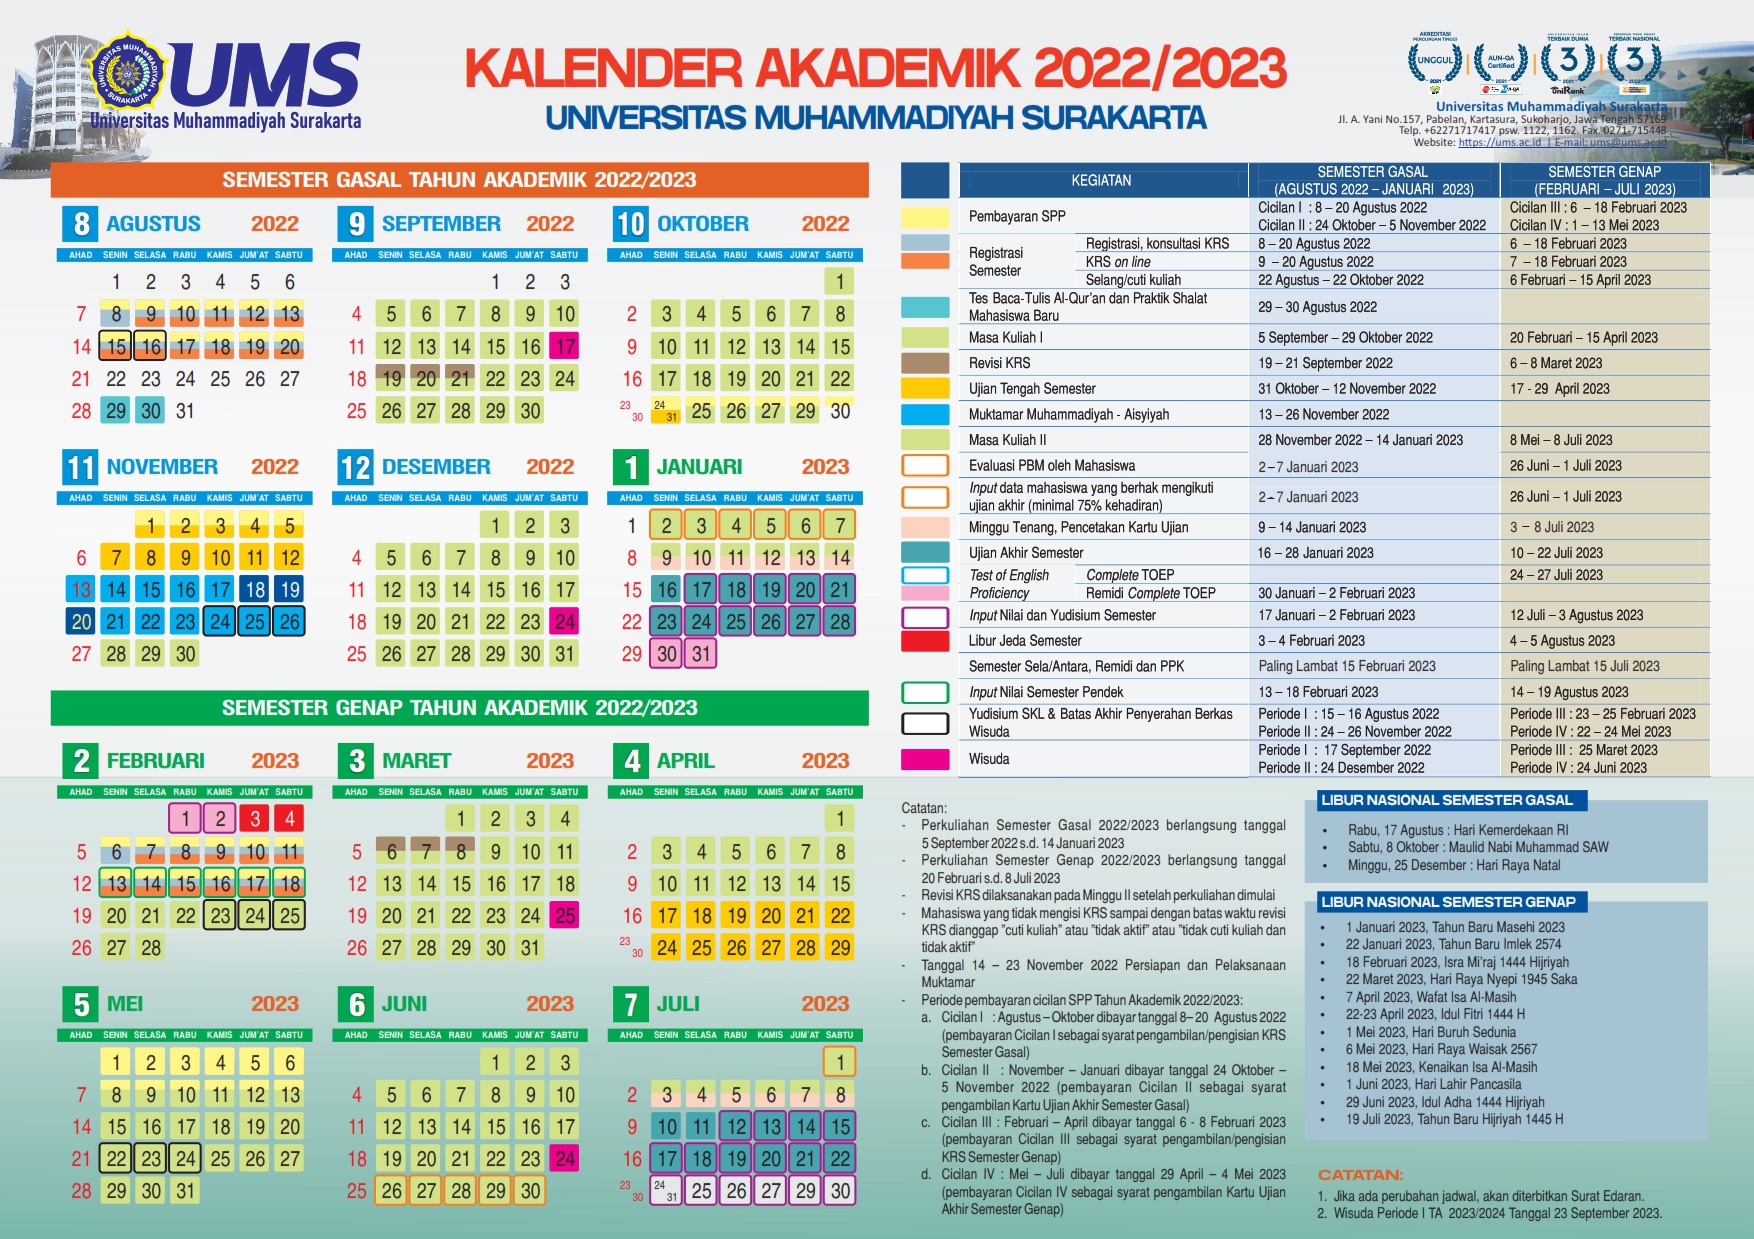 UMS
Universitas Muhammadiyah Surakarta
KALENDER AKADEMIK 2022/2023
UNIVERSITAS MUHAMMADIYAH SURAKARTA
AKREDITASI
PERGURUAN TINGGI
UNGGUL
2021
AUN-QA
Certified
2021
TERBAIK DUNIA
3
2021
UniRank
TERBAIK NASIONAL
3
Universitas Muhammadiyah Surakarta
Jl. A. Yani No.157, Pabelan, Kartasura, Sukoharjo, Jawa Tengah 57169
Telp. +62271717417 psw. 1122, 1162. Fax. 0271-715448
Website: https://ums.ac.id | E-mail: ums@ums.ac.id
SEMESTER GASAL TAHUN AKADEMIK 2022/2023
8 AGUSTUS 2022
AHAD SENIN SELASA RABU KAMIS JUM'AT SABTU
1 2 3 4 5 6
7 8 9 10 11 12 13
14 15 16 17 18 19 20
21 22 23 24 25 26 27
28 29 30 31
9 SEPTEMBER 2022
AHAD SENIN SELASA RABU KAMIS JUM'AT SABTU
1 2 3
4 5 6 7 8 9 10
11 12 13 14 15 16 17
18 19 20 21 22 23 24
25 26 27 28 29 30
10 OKTOBER 2022
AHAD SENIN SELASA RABU KAMIS JUM'AT SABTU
1
2 3 4 5 6 7 8
9 10 11 12 13 14 15
16 17 18 19 20 21 22
23 30 24 31 25 26 27 28 29 30
11 NOVEMBER 2022
AHAD SENIN SELASA RABU KAMIS JUM'AT SABTU
1 2 3 4 5
6 7 8 9 10 11 12
13 14 15 16 17 18 19
20 21 22 23 24 25 26
27 28 29 30
12 DESEMBER 2022
AHAD SENIN SELASA RABU KAMIS JUM'AT SABTU
1 2 3
4 5 6 7 8 9 10
11 12 13 14 15 16 17
18 19 20 21 22 23 24
25 26 27 28 29 30 31
1 JANUARI 2023
AHAD SENIN SELASA RABU KAMIS JUM'AT SABTU
1 2 3 4 5 6 7
8 9 10 11 12 13 14
15 16 17 18 19 20 21
22 23 24 25 26 27 28
29 30 31
SEMESTER GENAP TAHUN AKADEMIK 2022/2023
2 FEBRUARI 2023
AHAD SENIN SELASA RABU KAMIS JUM'AT SABTU
1 2 3 4
5 6 7 8 9 10 11
12 13 14 15 16 17 18
19 20 21 22 23 24 25
26 27 28
3 MARET 2023
AHAD SENIN SELASA RABU KAMIS JUM'AT SABTU
1 2 3 4
5 6 7 8 9 10 11
12 13 14 15 16 17 18
19 20 21 22 23 24 25
26 27 28 29 30 31
4 APRIL 2023
AHAD SENIN SELASA RABU KAMIS JUM'AT SABTU
1
2 3 4 5 6 7 8
9 10 11 12 13 14 15
16 17 18 19 20 21 22
23 30 24 25 26 27 28 29
5 MEI 2023
AHAD SENIN SELASA RABU KAMIS JUM'AT SABTU
1 2 3 4 5 6
7 8 9 10 11 12 13
14 15 16 17 18 19 20
21 22 23 24 25 26 27
28 29 30 31
6 JUNI 2023
AHAD SENIN SELASA RABU KAMIS JUM'AT SABTU
1 2 3
4 5 6 7 8 9 10
11 12 13 14 15 16 17
18 19 20 21 22 23 24
25 26 27 28 29 30
7 JULI 2023
AHAD SENIN SELASA RABU KAMIS JUM'AT SABTU
1
2 3 4 5 6 7 8
9 10 11 12 13 14 15
16 17 18 19 20 21 22
23 30 24 31 25 26 27 29 30
KEGIATAN SEMESTER GASAL (AGUSTUS 2022 – JANUARI 2023) SEMESTER GENAP (FEBRUARI – JULI 2023)
Pembayaran SPP Cicilan I : 8 – 20 Agustus 2022 Cicilan III : 6 – 18 Februari 2023
Cicilan II : 24 Oktober – 5 November 2022 Cicilan IV : 1 – 13 Mei 2023
Registrasi Semester Registrasi, konsultasi KRS 8 – 20 Agustus 2022 6 – 18 Februari 2023
KRS on line 9 – 20 Agustus 2022 7 – 18 Februari 2023
Selang/cuti kuliah 22 Agustus – 22 Oktober 2022 6 Februari – 15 April 2023
Tes Baca-Tulis Al-Qur'an dan Praktik Shalat Mahasiswa Baru 29 – 30 Agustus 2022
Masa Kuliah I 5 September – 29 Oktober 2022 20 Februari – 15 April 2023
Revisi KRS 19 – 21 September 2022 6 – 8 Maret 2023
Ujian Tengah Semester 31 Oktober – 12 November 2022 17 - 29 April 2023
Muktamar Muhammadiyah - Aisyiyah 13 – 26 November 2022
Masa Kuliah II 28 November 2022 – 14 Januari 2023 8 Mei – 8 Juli 2023
Evaluasi PBM oleh Mahasiswa 2 – 7 Januari 2023 26 Juni – 1 Juli 2023
Input data mahasiswa yang berhak mengikuti ujian akhir (minimal 75% kehadiran) 2 – 7 Januari 2023 26 Juni – 1 Juli 2023
Minggu Tenang, Pencetakan Kartu Ujian 9 – 14 Januari 2023 3 – 8 Juli 2023
Ujian Akhir Semester 16 – 28 Januari 2023 10 – 22 Juli 2023
Test of English Proficiency Complete TOEP 24 – 27 Juli 2023
Remidi Complete TOEP 30 Januari – 2 Februari 2023
Input Nilai dan Yudisium Semester 17 Januari – 2 Februari 2023 12 Juli – 3 Agustus 2023
Libur Jeda Semester 3 – 4 Februari 2023 4 – 5 Agustus 2023
Semester Sela/Antara, Remidi dan PPK Paling Lambat 15 Februari 2023 Paling Lambat 15 Juli 2023
Input Nilai Semester Pendek 13 – 18 Februari 2023 14 – 19 Agustus 2023
Yudisium SKL & Batas Akhir Penyerahan Berkas Wisuda Periode I : 15 – 16 Agustus 2022 Periode III : 23 – 25 Februari 2023
Periode II : 24 – 26 November 2022 Periode IV : 22 – 24 Mei 2023
Wisuda Periode I : 17 September 2022 Periode III : 25 Maret 2023
Periode II : 24 Desember 2022 Periode IV : 24 Juni 2023
Catatan:
- Perkuliahan Semester Gasal 2022/2023 berlangsung tanggal
5 September 2022 s.d. 14 Januari 2023
- Perkuliahan Semester Genap 2022/2023 berlangsung tanggal
20 Februari s.d. 8 Juli 2023
- Revisi KRS dilaksanakan pada Minggu II setelah perkuliahan dimulai
- Mahasiswa yang tidak mengisi KRS sampai dengan batas waktu revisi
KRS dianggap "cuti kuliah" atau "tidak aktif" atau "tidak cuti kuliah dan
tidak aktif"
- Tanggal 14 – 23 November 2022 Persiapan dan Pelaksanaan
Muktamar
- Periode pembayaran cicilan SPP Tahun Akademik 2022/2023:
a. Cicilan I : Agustus – Oktober dibayar tanggal 8– 20 Agustus 2022
(pembayaran Cicilan I sebagai syarat pengambilan/pengisian KRS
Semester Gasal)
b. Cicilan II : November – Januari dibayar tanggal 24 Oktober –
5 November 2022 (pembayaran Cicilan II sebagai syarat
pengambilan Kartu Ujian Akhir Semester Gasal)
c. Cicilan III : Februari – April dibayar tanggal 6 - 8 Februari 2023
(pembayaran Cicilan III sebagai syarat pengambilan/pengisian
KRS Semester Genap)
d. Cicilan IV : Mei – Juli dibayar tanggal 29 April – 4 Mei 2023
(pembayaran Cicilan IV sebagai syarat pengambilan Kartu Ujian
Akhir Semester Genap)
LIBUR NASIONAL SEMESTER GASAL
• Rabu, 17 Agustus : Hari Kemerdekaan RI
• Sabtu, 8 Oktober : Maulid Nabi Muhammad SAW
• Minggu, 25 Desember : Hari Raya Natal
LIBUR NASIONAL SEMESTER GENAP
• 1 Januari 2023, Tahun Baru Masehi 2023
• 22 Januari 2023, Tahun Baru Imlek 2574
• 18 Februari 2023, Isra Mi'raj 1444 Hijriyah
• 22 Maret 2023, Hari Raya Nyepi 1945 Saka
• 7 April 2023, Wafat Isa Al-Masih
• 22-23 April 2023, Idul Fitri 1444 H
• 1 Mei 2023, Hari Buruh Sedunia
• 6 Mei 2023, Hari Raya Waisak 2567
• 18 Mei 2023, Kenaikan Isa Al-Masih
• 1 Juni 2023, Hari Lahir Pancasila
• 29 Juni 2023, Idul Adha 1444 Hijriyah
• 19 Juli 2023, Tahun Baru Hijriyah 1445 H
CATATAN:
1. Jika ada perubahan jadwal, akan diterbitkan Surat Edaran.
2. Wisuda Periode I TA 2023/2024 Tanggal 23 September 2023.